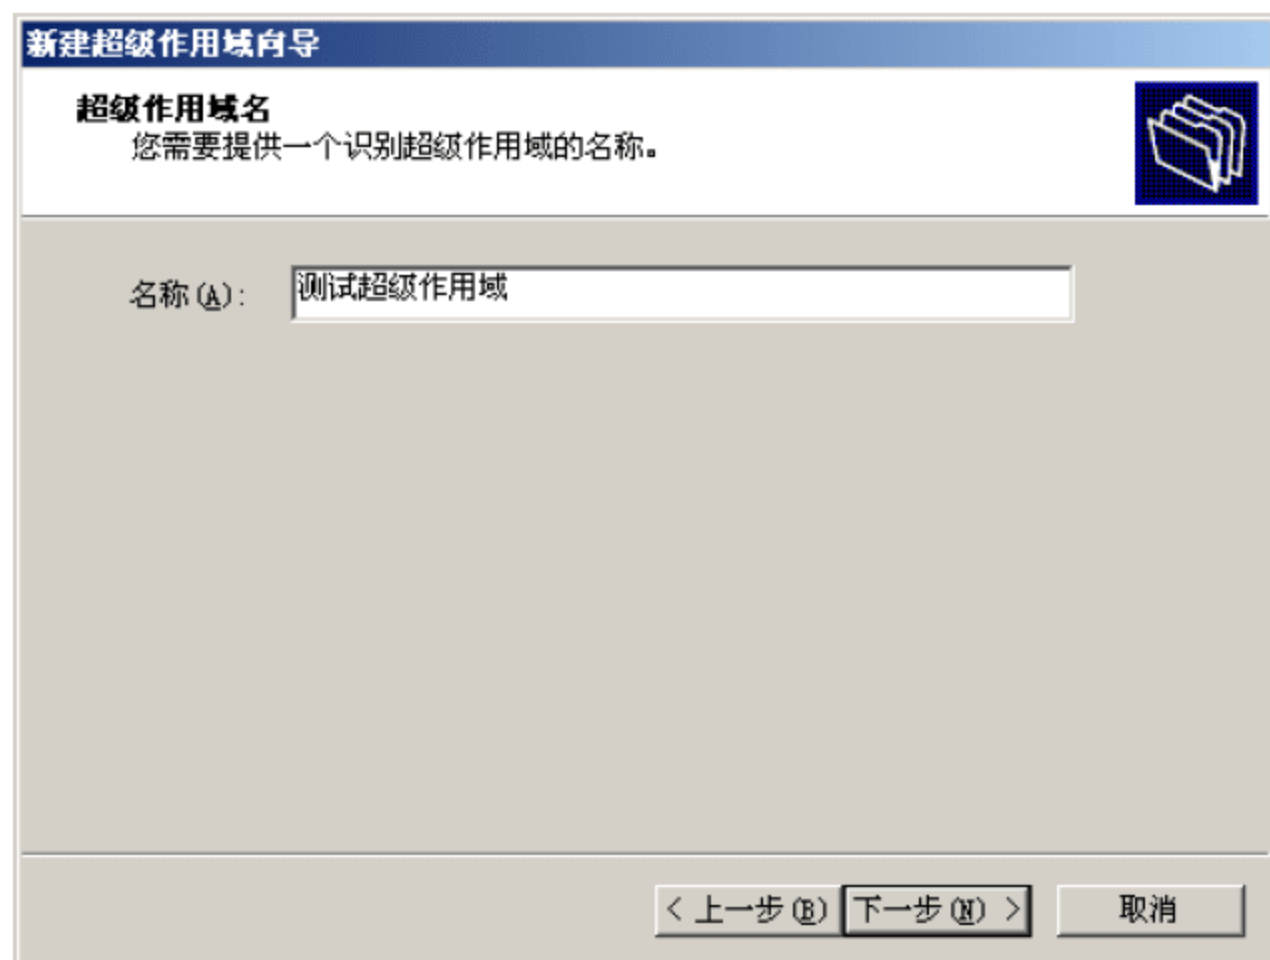 新建超级作用域向导
超级作用域名
您需要提供一个识别超级作用域的名称。
名称(A): 测试超级作用域
< 上一步(B) 下一步(N) > 取消